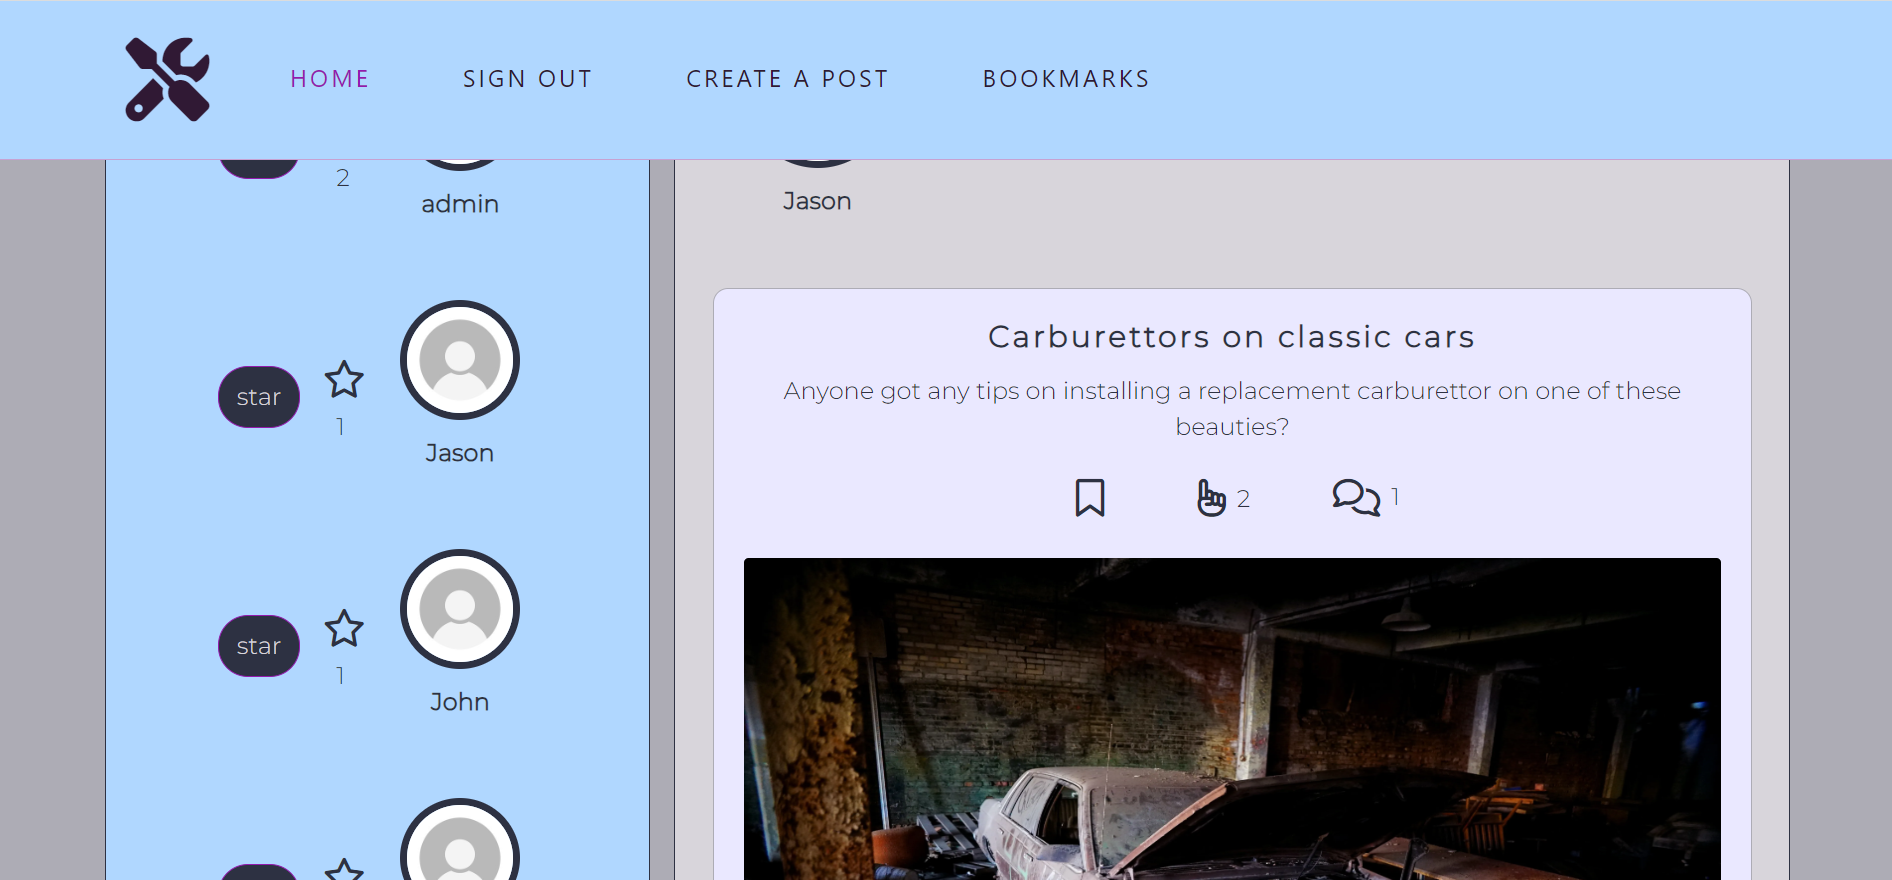 HOME SIGN OUT CREATE A POST BOOKMARKS
2
admin
star
1
Jason
star
1
John
Jason
Carburettors on classic cars
Anyone got any tips on installing a replacement carburettor on one of these
beauties?
2 1